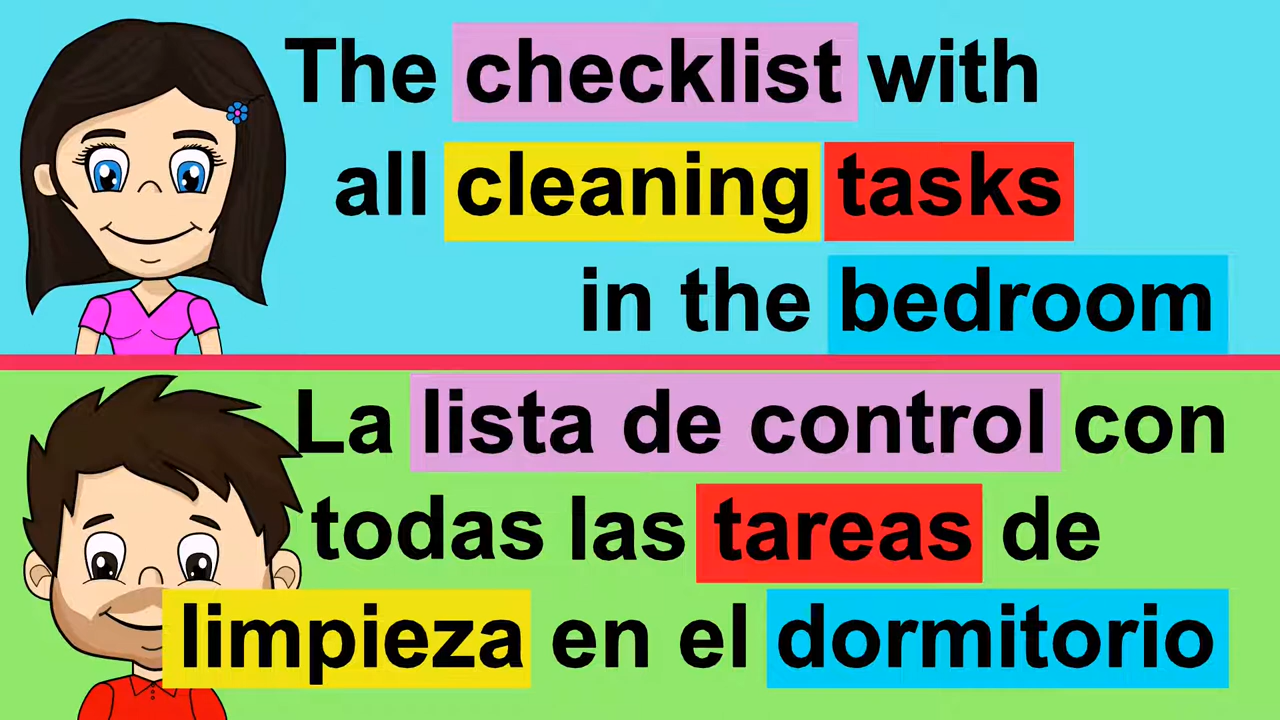 The checklist with
all cleaning tasks
in the bedroom
La lista de control con
todas las tareas de
limpieza en el dormitorio